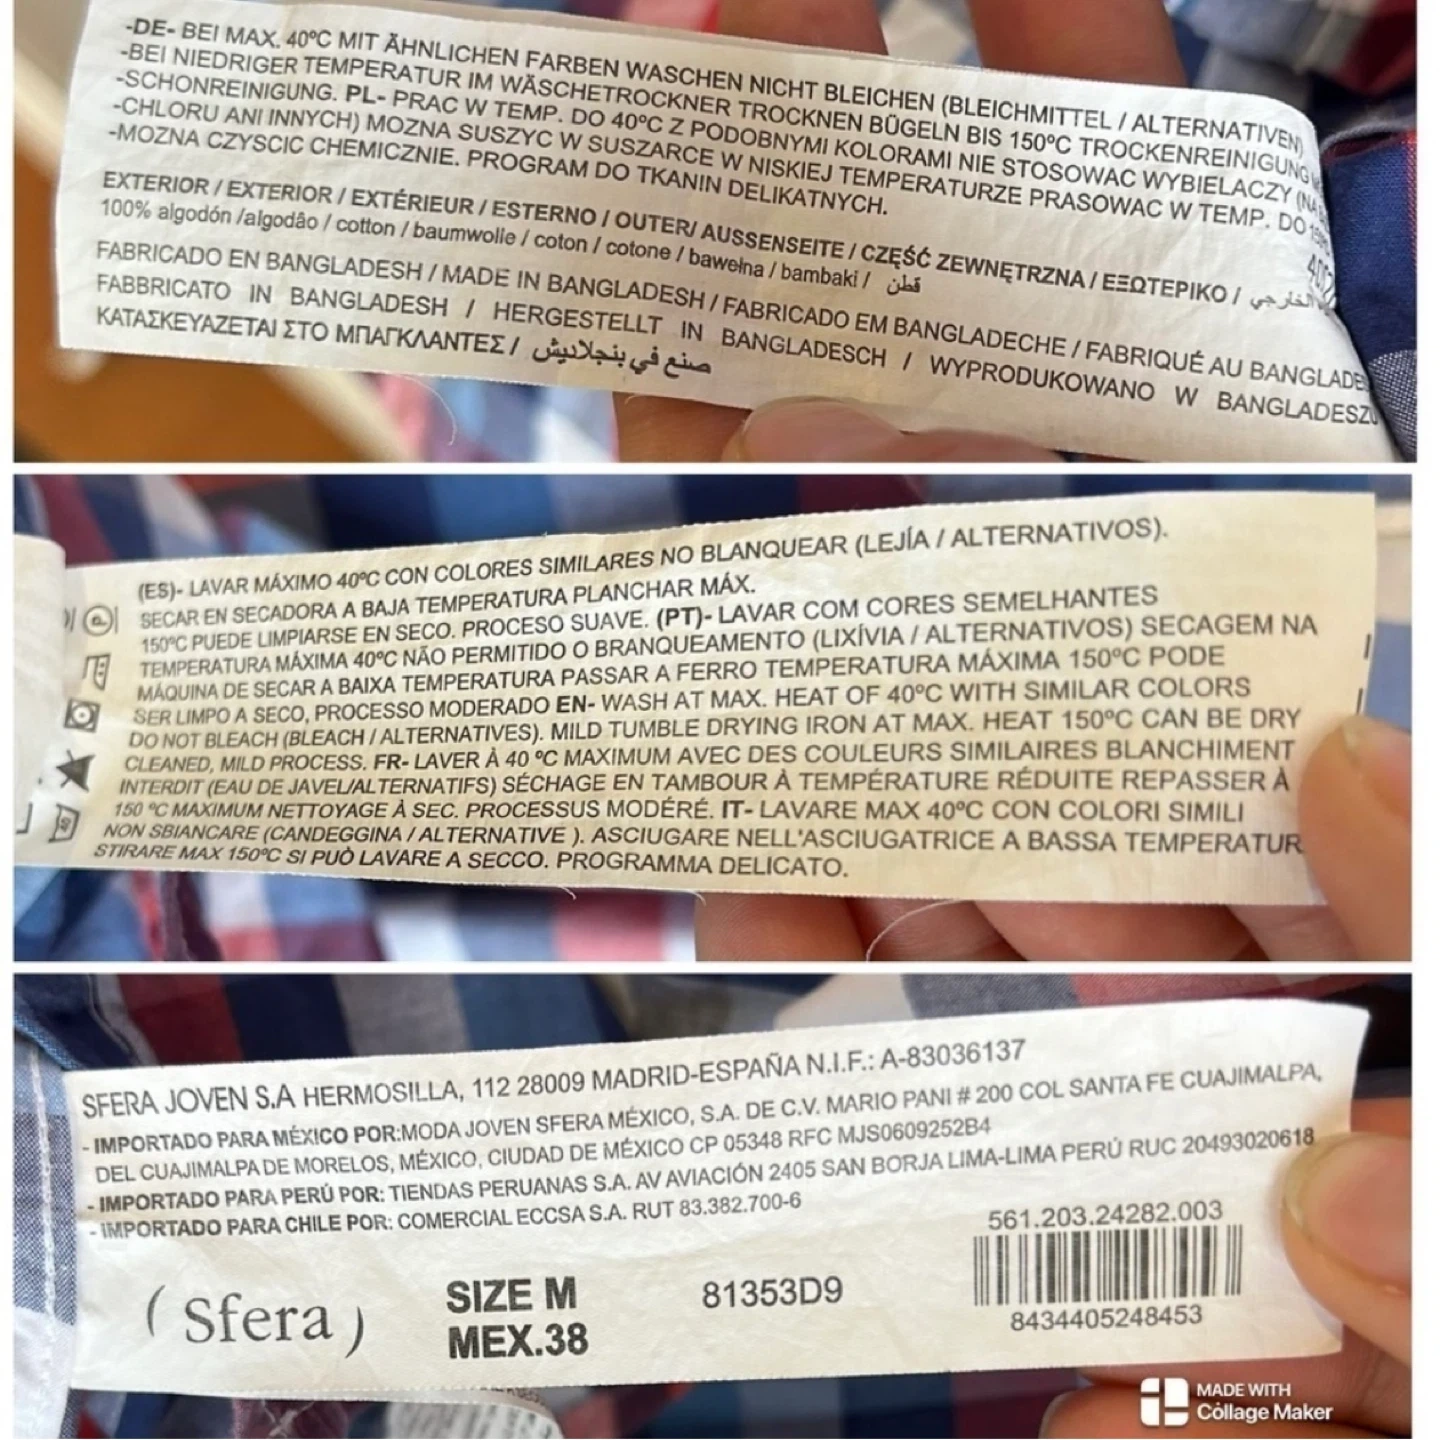 -DE- BEI MAX. 40ºC MIT ÄHNLICHEN FARBEN WASCHEN NICHT BLEICHEN (BLEICHMITTEL / ALTERNATIVEN)
-BEI NIEDRIGER TEMPERATUR IM WÄSCHETROCKNER TROCKNEN BÜGELN BIS 150ºC TROCKENREINIGUNG
-SCHONREINIGUNG. PL- PRAC W TEMP. DO 40ºC Z PODOBNYMI KOLORAMI NIE STOSOWAC WYBIELACZY
-CHLORU ANI INNYCH) MOZNA SUSZYC W SUSZARCE W NISKIEJ TEMPERATURZE PRASOWAC W TEMP. DO
-MOZNA CZYSCIC CHEMICZNIE. PROGRAM DO TKANIN DELIKATNYCH.
EXTERIOR / EXTERIOR / EXTÉRIEUR / ESTERNO / OUTER/ AUSSENSEITE / CZĘŚĆ ZEWNĘTRZNA / ΕΞΩΤΕΡΙΚΟ /
100% algodón /algodâo / cotton / baumwolle / coton / cotone / bawełna / bambaki / قطن
FABRICADO EN BANGLADESH / MADE IN BANGLADESH / FABRICADO EM BANGLADECHE / FABRIQUÉ AU
FABBRICATO IN BANGLADESH / HERGESTELLT IN BANGLADESCH / WYPRODUKOWANO W BANGLADESZU
ΚΑΤΑΣΚΕΥΑΖΕΤΑΙ ΣΤΟ ΜΠΑΓΚΛΑΝΤΕΣ / صنع في بنجلاديش
(ES)- LAVAR MÁXIMO 40ºC CON COLORES SIMILARES NO BLANQUEAR (LEJÍA / ALTERNATIVOS).
SECAR EN SECADORA A BAJA TEMPERATURA PLANCHAR MÁX.
150ºC PUEDE LIMPIARSE EN SECO. PROCESO SUAVE. (PT)- LAVAR COM CORES SEMELHANTES
TEMPERATURA MÁXIMA 40ºC NÃO PERMITIDO O BRANQUEAMENTO (LIXÍVIA / ALTERNATIVOS) SECAGEM NA
MÁQUINA DE SECAR A BAIXA TEMPERATURA PASSAR A FERRO TEMPERATURA MÁXIMA 150ºC PODE
SER LIMPO A SECO, PROCESSO MODERADO EN- WASH AT MAX. HEAT OF 40ºC WITH SIMILAR COLORS
DO NOT BLEACH (BLEACH / ALTERNATIVES). MILD TUMBLE DRYING IRON AT MAX. HEAT 150ºC CAN BE DRY
CLEANED, MILD PROCESS. FR- LAVER À 40 ºC MAXIMUM AVEC DES COULEURS SIMILAIRES BLANCHIMENT
INTERDIT (EAU DE JAVEL/ALTERNATIFS) SÉCHAGE EN TAMBOUR À TEMPÉRATURE RÉDUITE REPASSER À
150 ºC MAXIMUM NETTOYAGE À SEC. PROCESSUS MODÉRÉ. IT- LAVARE MAX 40ºC CON COLORI SIMILI
NON SBIANCARE (CANDEGGINA / ALTERNATIVE ). ASCIUGARE NELL'ASCIUGATRICE A BASSA TEMPERATUR
STIRARE MAX 150ºC SI PUÒ LAVARE A SECCO. PROGRAMMA DELICATO.
SFERA JOVEN S.A HERMOSILLA, 112 28009 MADRID-ESPAÑA N.I.F.: A-83036137
- IMPORTADO PARA MÉXICO POR:MODA JOVEN SFERA MÉXICO, S.A. DE C.V. MARIO PANI # 200 COL SANTA FE CUAJIMALPA,
DEL CUAJIMALPA DE MORELOS, MÉXICO, CIUDAD DE MÉXICO CP 05348 RFC MJS0609252B4
- IMPORTADO PARA PERÚ POR: TIENDAS PERUANAS S.A. AV AVIACIÓN 2405 SAN BORJA LIMA-LIMA PERÚ RUC 20493020618
- IMPORTADO PARA CHILE POR: COMERCIAL ECCSA S.A. RUT 83.382.700-6
561.203.24282.003
(Sfera)
SIZE M
MEX.38
81353D9
8434405248453
MADE WITH
Collage Maker